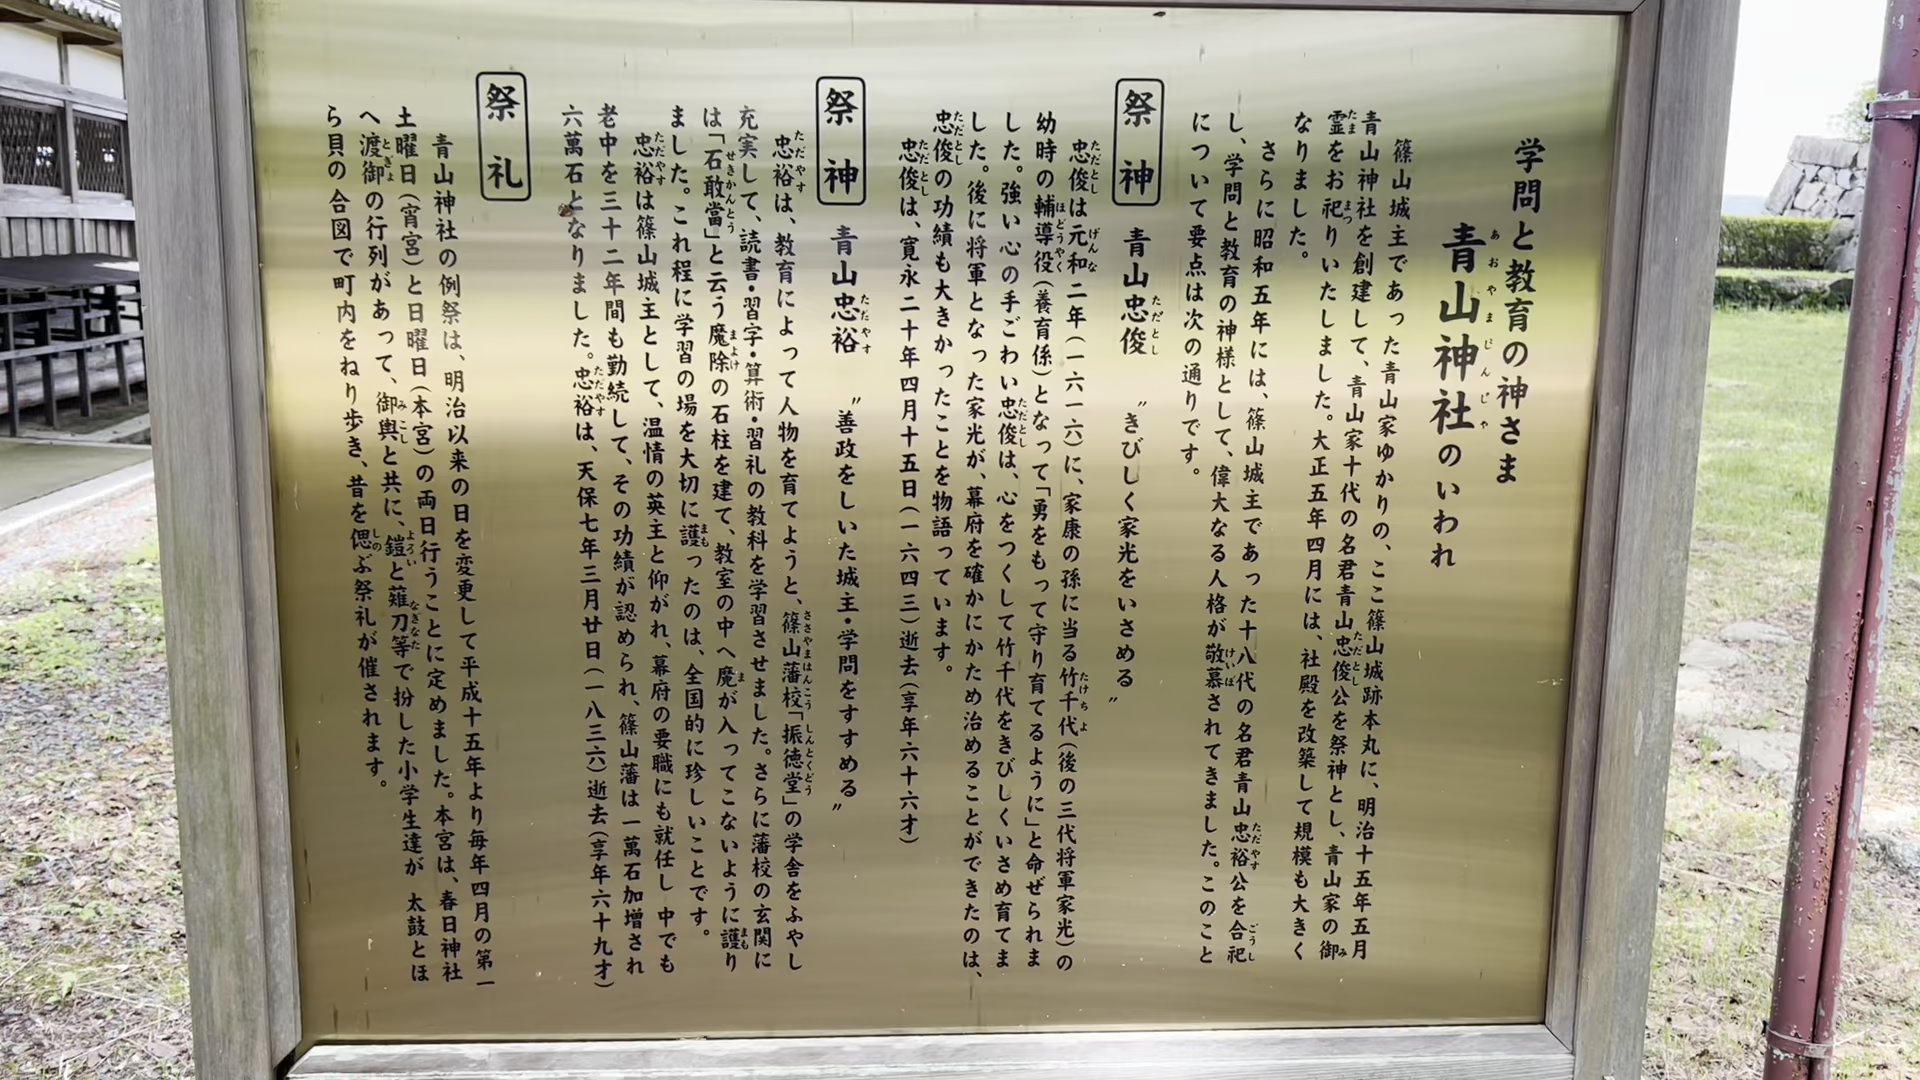 学問と教育の神さま
青山神社のいわれ
篠山城主であった青山家ゆかりの、ここ篠山城跡本丸に、明治十五年五月
青山神社を創建して、青山家十代の名君青山忠俊公を祭神とし、青山家の御
霊をお祀りいたしました。大正五年四月には、社殿を改築して規模も大きく
なりました。
さらに昭和五年には、篠山城主であった十八代の名君青山忠裕公を合祀
し、学問と教育の神様として、偉大なる人格が敬慕されてきました。このこと
について要点は次の通りです。
祭神 青山忠俊 〝きびしく家光をいさめる〟
忠俊は元和二年(一六一六)に、家康の孫に当る竹千代(後の三代将軍家光)の
幼時の輔導役(養育係)となって「勇をもって守り育てるように」と命ぜられま
した。強い心の手ごわい忠俊は、心をつくして竹千代をきびしくいさめ育てま
した。後に将軍となった家光が、幕府を確かにかため治めることができたのは、
忠俊の功績も大きかったことを物語っています。
忠俊は、寛永二十年四月十五日(一六四三)逝去(享年六十六才)
祭神 青山忠裕 〝善政をしいた城主・学問をすすめる〟
忠裕は、教育によって人物を育てようと、篠山藩校「振徳堂」の学舎をふやし
充実して、読書・習字・算術・習礼の教科を学習させました。さらに藩校の玄関に
は「石敢當」と云う魔除の石柱を建て、教室の中へ魔が入ってこないように護り
ました。これ程に学習の場を大切に護ったのは、全国的に珍しいことです。
忠裕は篠山城主として、温情の英主と仰がれ、幕府の要職にも就任し 中でも
老中を三十二年間も勤続して、その功績が認められ、篠山藩は一萬石加増され
六萬石となりました。忠裕は、天保七年三月廿日(一八三六)逝去(享年六十九才)
祭礼
青山神社の例祭は、明治以来の日を変更して平成十五年より毎年四月の第一
土曜日(宵宮)と日曜日(本宮)の両日行うことに定めました。本宮は、春日神社
へ渡御の行列があって、御輿と共に、鎧と薙刀等で扮した小学生達が 太鼓とほ
ら貝の合図で町内をねり歩き、昔を偲ぶ祭礼が催されます。